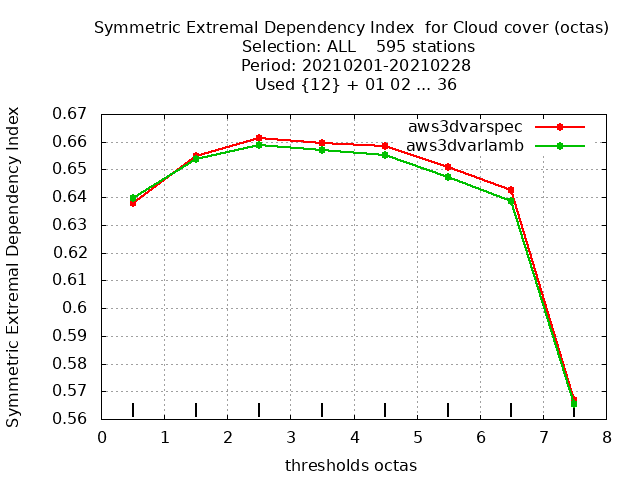 Symmetric Extremal Dependency Index  for Cloud cover (octas)
Selection: ALL    595 stations
Period: 20210201-20210228
Used {12} + 01 02 ... 36
aws3dvarspec
aws3dvarlamb
Symmetric Extremal Dependency Index
0.67
0.66
0.65
0.64
0.63
0.62
0.61
0.6
0.59
0.58
0.57
0.56
0 1 2 3 4 5 6 7 8
thresholds octas